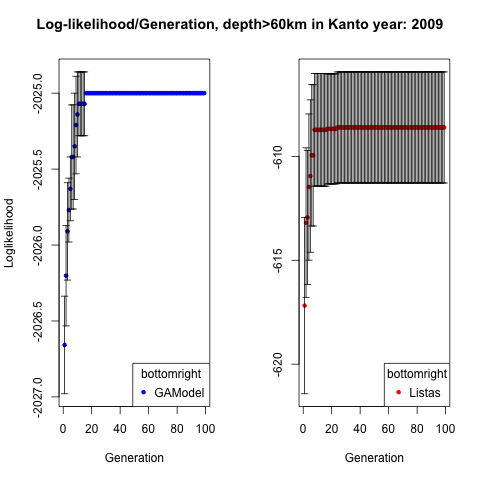 Log-likelihood/Generation, depth>60km in Kanto year: 2009
Loglikelihood
-2025.0
-2025.5
-2026.0
-2026.5
-2027.0
bottomright
GAModel
0 20 40 60 80 100
Generation
-610
-615
-620
bottomright
Listas
0 20 40 60 80 100
Generation